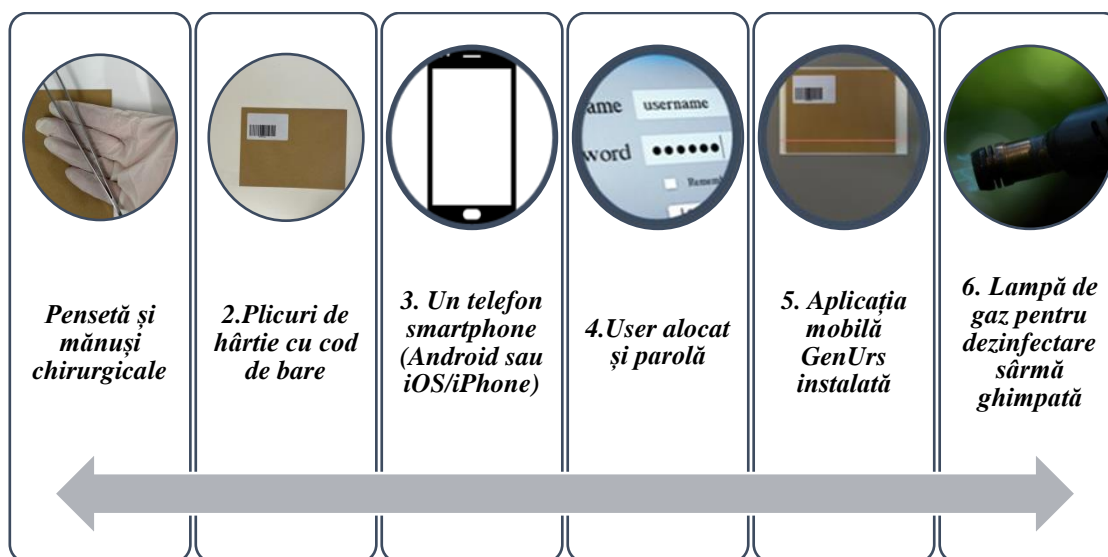 ame username
word ●●●●●●
Pensetă și
mănuși
chirurgicale
2.Plicuri de
hârtie cu cod
de bare
3. Un telefon
smartphone
(Android sau
iOS/iPhone)
4.User alocat
și parolă
5. Aplicația
mobilă
GenUrs
instalată
6. Lampă de
gaz pentru
dezinfectare
sârmă
ghimpată